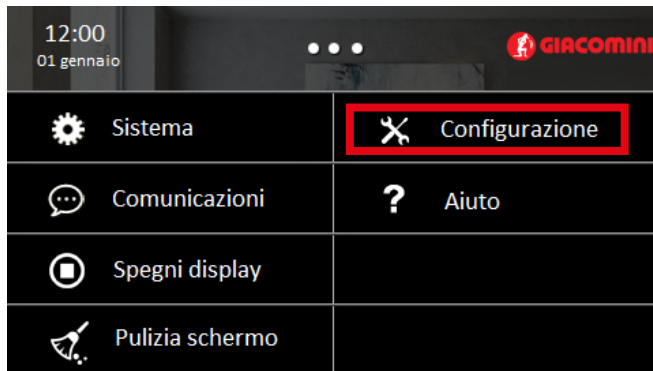 12:00
01 gennaio
GIACOMINI
Sistema
Configurazione
Comunicazioni
? Aiuto
Spegni display
Pulizia schermo